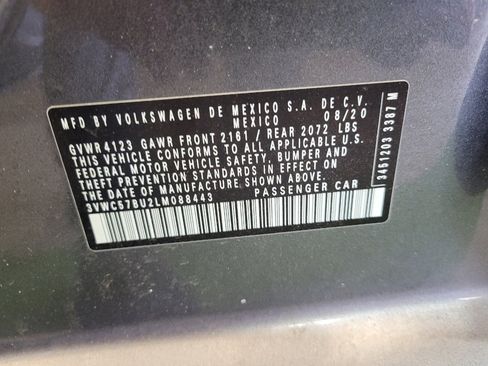 MFD BY VOLKSWAGEN DE MEXICO S.A. DE C.V.
MEXICO 08/20
GVWR 4123 GAWR FRONT 2161 / REAR 2072 LBS
THIS VEHICLE CONFORMS TO ALL APPLICABLE
FEDERAL MOTOR VEHICLE SAFETY, BUMPER AND
THEFT PREVENTION STANDARDS IN EFFECT ON
THE DATE OF MANUFACTURE SHOWN ABOVE.
3VWC57BU2LM088443 PASSENGER CAR
3451203 3387 M